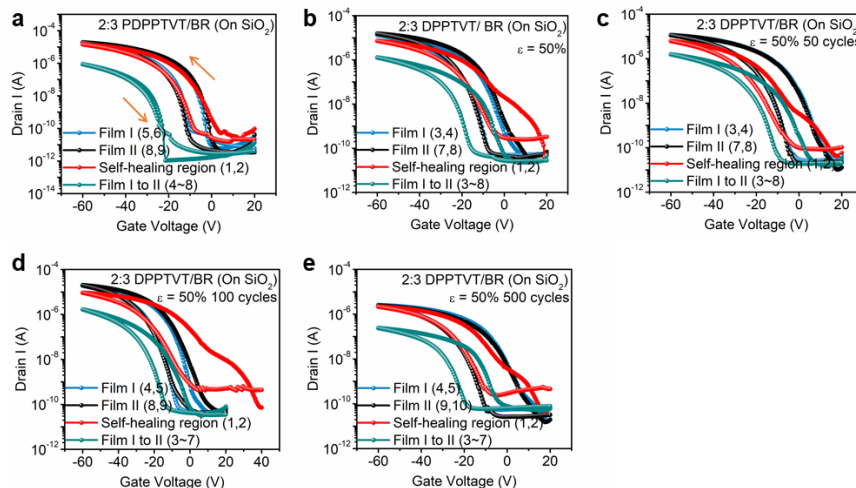 a
2:3 PDPPTVT/BR (On SiO₂)
Drain I (A)
10⁻⁴
10⁻⁶
10⁻⁸
10⁻¹⁰
10⁻¹²
10⁻¹⁴
Film I (5,6)
Film II (8,9)
Self-healing region (1,2)
Film I to II (4~8)
-60 -40 -20 0 20
Gate Voltage (V)
b
2:3 DPPTVT/ BR (On SiO₂)
ε = 50%
10⁻⁴
10⁻⁶
10⁻⁸
10⁻¹⁰
10⁻¹²
Film I (3,4)
Film II (7,8)
Self-healing region (1,2)
Film I to II (3~8)
-60 -40 -20 0 20
Gate Voltage (V)
c
2:3 DPPTVT/BR (On SiO₂)
ε = 50% 50 cycles
10⁻⁴
10⁻⁶
10⁻⁸
10⁻¹⁰
10⁻¹²
Film I (3,4)
Film II (7,8)
Self-healing region (1,2)
Film I to II (3~8)
-60 -40 -20 0 20
Gate Voltage (V)
d
2:3 DPPTVT/BR (On SiO₂)
ε = 50% 100 cycles
Drain I (A)
10⁻⁴
10⁻⁶
10⁻⁸
10⁻¹⁰
10⁻¹²
Film I (4,5)
Film II (8,9)
Self-healing region (1,2)
Film I to II (3~7)
-60 -40 -20 0 20 40
Gate Voltage (V)
e
2:3 DPPTVT/BR (On SiO₂)
ε = 50% 500 cycles
10⁻⁴
10⁻⁶
10⁻⁸
10⁻¹⁰
10⁻¹²
Film I (4,5)
Film II (9,10)
Self-healing region (1,2)
Film I to II (3~7)
-60 -40 -20 0 20
Gate Voltage (V)